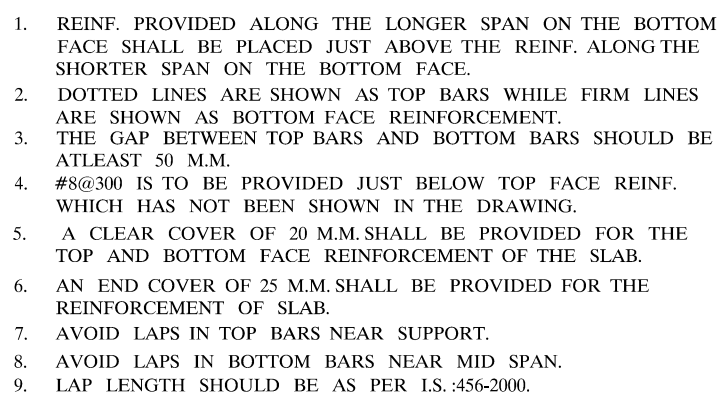 1. REINF. PROVIDED ALONG THE LONGER SPAN ON THE BOTTOM
FACE SHALL BE PLACED JUST ABOVE THE REINF. ALONG THE
SHORTER SPAN ON THE BOTTOM FACE.
2. DOTTED LINES ARE SHOWN AS TOP BARS WHILE FIRM LINES
ARE SHOWN AS BOTTOM FACE REINFORCEMENT.
3. THE GAP BETWEEN TOP BARS AND BOTTOM BARS SHOULD BE
ATLEAST 50 M.M.
4. #8@300 IS TO BE PROVIDED JUST BELOW TOP FACE REINF.
WHICH HAS NOT BEEN SHOWN IN THE DRAWING.
5. A CLEAR COVER OF 20 M.M. SHALL BE PROVIDED FOR THE
TOP AND BOTTOM FACE REINFORCEMENT OF THE SLAB.
6. AN END COVER OF 25 M.M. SHALL BE PROVIDED FOR THE
REINFORCEMENT OF SLAB.
7. AVOID LAPS IN TOP BARS NEAR SUPPORT.
8. AVOID LAPS IN BOTTOM BARS NEAR MID SPAN.
9. LAP LENGTH SHOULD BE AS PER I.S. :456-2000.